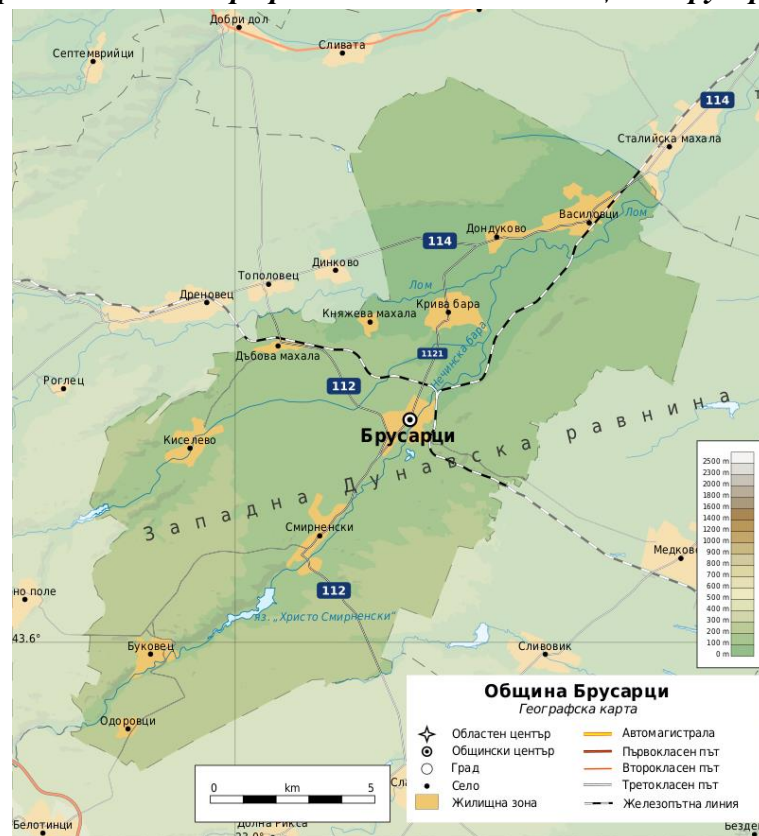 Добри дол
Септемврийци
Сливата
114
Сталийска махала
Василовци
Лом
Дондуково
114
Динково
Тополовец
Лом
Дреновец
Крива бара
Княжева махала
Нечинска бара
1121
Дъбова махала
Роглец
112
Брусарци
Киселево
Западна Дунавска равнина
2500 m
2300 m
2000 m
1800 m
1600 m
1400 m
1200 m
1000 m
900 m
800 m
700 m
600 m
500 m
400 m
300 m
200 m
100 m
0 m
Смирненски
112
яз. „Христо Смирненски“
но поле
43.6°
Буковец
Сливовик
Одоровци
Община Брусарци
Географска карта
Областен център
Общински център
Град
Село
Жилищна зона
Автомагистрала
Първокласен път
Второкласен път
Третокласен път
Железопътна линия
0 km 5
Белотинци